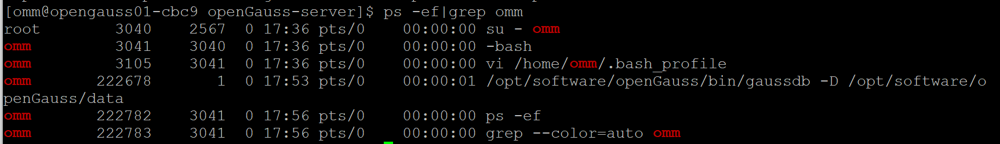 [omm@opengauss01-cbc9 openGauss-server]$ ps -ef|grep omm
root        3040    2567  0 17:36 pts/0    00:00:00 su - omm
omm         3041    3040  0 17:36 pts/0    00:00:00 -bash
omm         3105    3041  0 17:36 pts/0    00:00:00 vi /home/omm/.bash_profile
omm       222678       1  0 17:53 pts/0    00:00:01 /opt/software/openGauss/bin/gaussdb -D /opt/software/o
penGauss/data
omm       222782    3041  0 17:56 pts/0    00:00:00 ps -ef
omm       222783    3041  0 17:56 pts/0    00:00:00 grep --color=auto omm